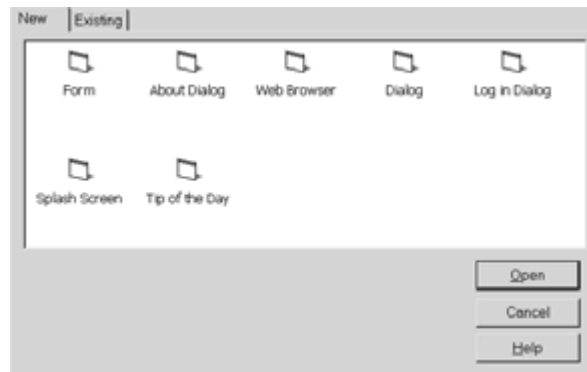 New Existing
Form About Dialog Web Browser Dialog Log in Dialog
Splash Screen Tip of the Day
Open
Cancel
Help